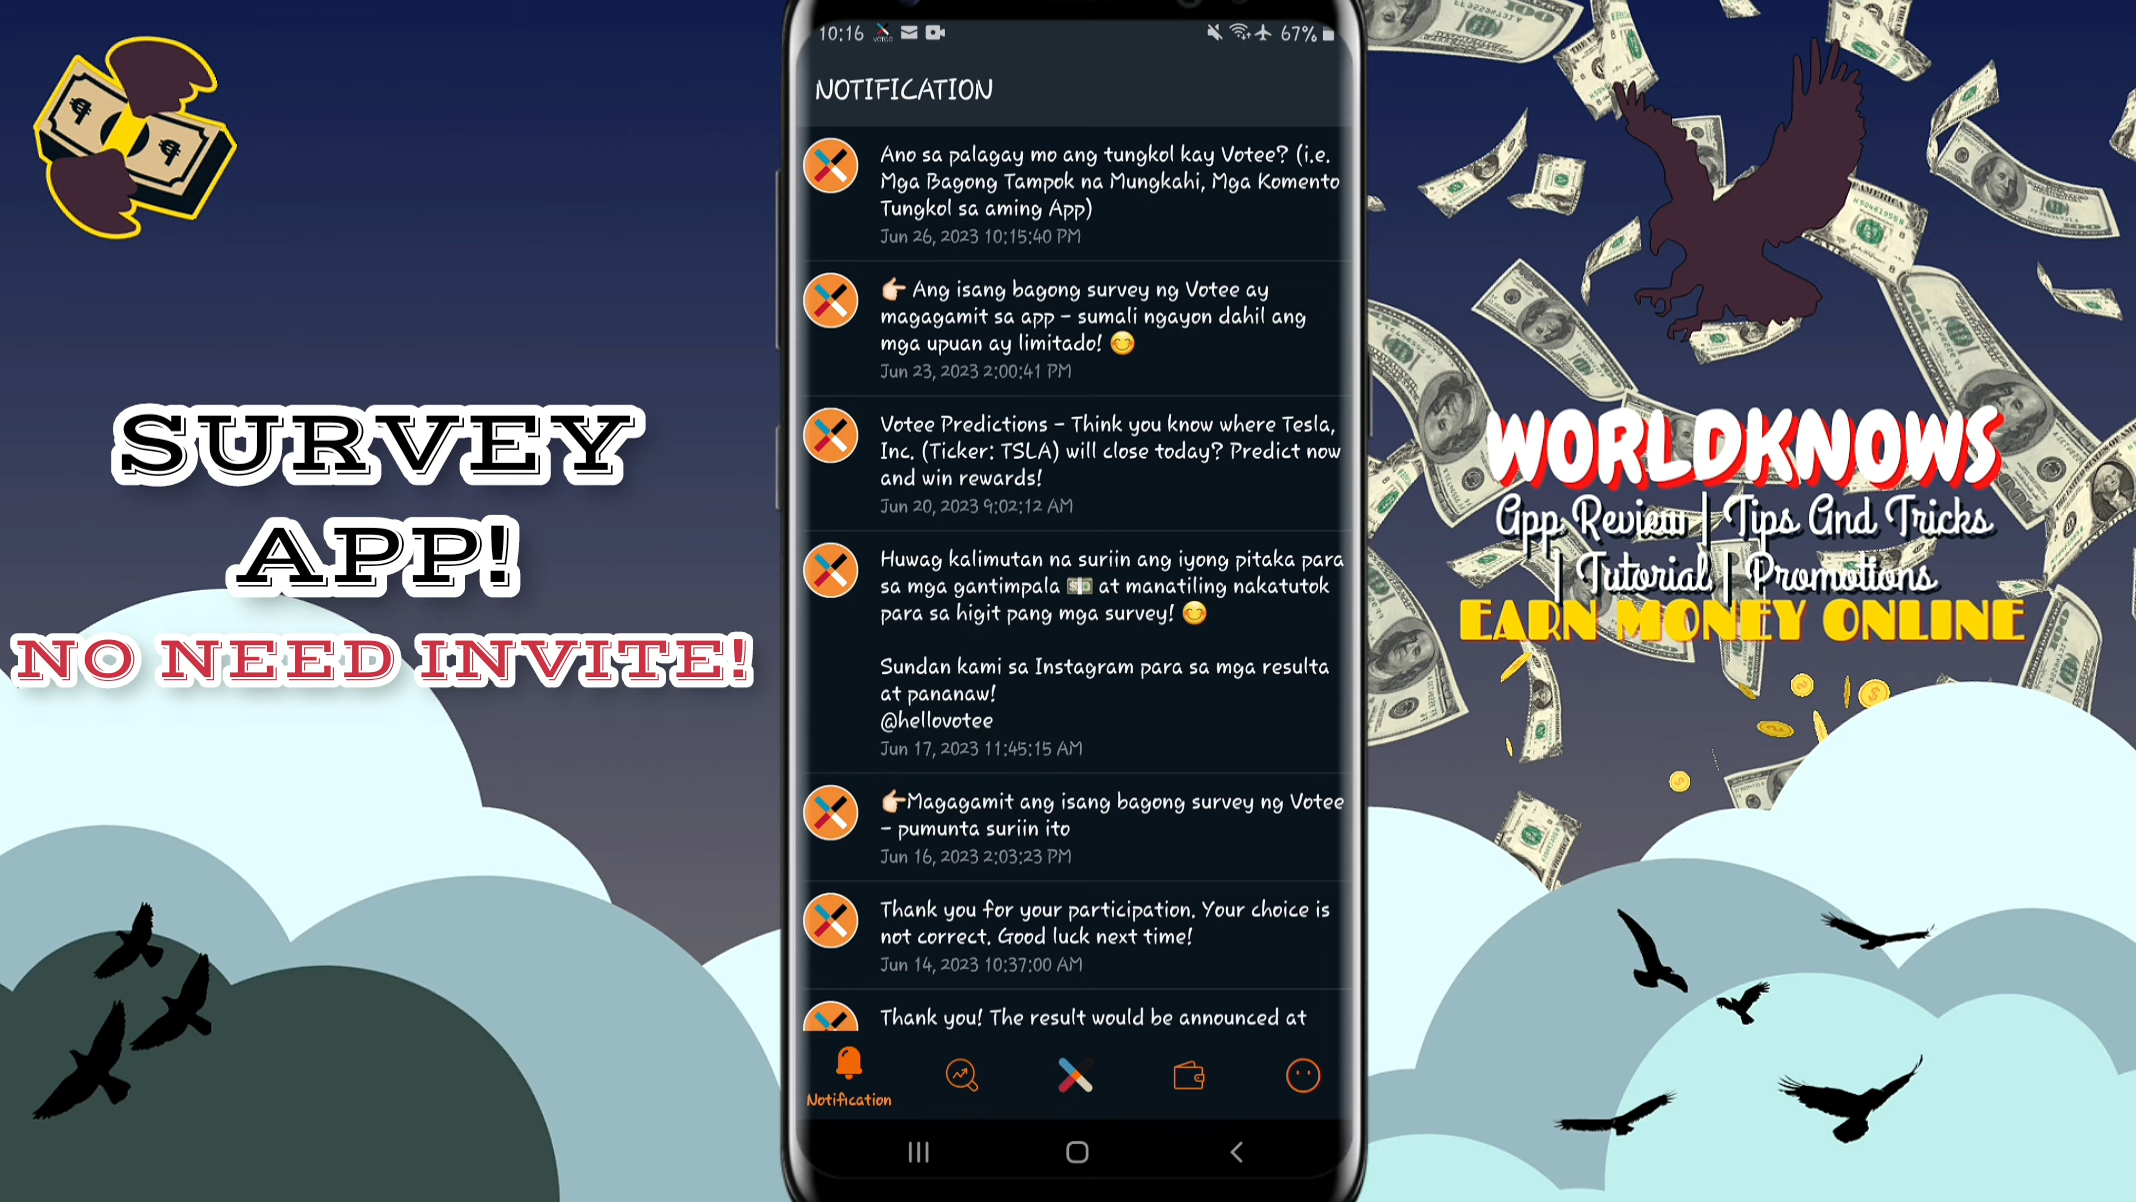 SURVEY
APP!
NO NEED INVITE!
10:16
67%
NOTIFICATION
Ano sa palagay mo ang tungkol kay Votee? (i.e.
Mga Bagong Tampok na Mungkahi, Mga Komento
Tungkol sa aming App)
Jun 26, 2023 10:15:40 PM
👉🏻 Ang isang bagong survey ng Votee ay
magagamit sa app – sumali ngayon dahil ang
mga upuan ay limitado! 😊
Jun 23, 2023 2:00:41 PM
Votee Predictions – Think you know where Tesla,
Inc. (Ticker: TSLA) will close today? Predict now
and win rewards!
Jun 20, 2023 9:02:12 AM
Huwag kalimutan na suriin ang iyong pitaka para
sa mga gantimpala 💵 at manatiling nakatutok
para sa higit pang mga survey! 😊
Sundan kami sa Instagram para sa mga resulta
at pananaw!
@hellovotee
Jun 17, 2023 11:45:15 AM
👉🏻Magagamit ang isang bagong survey ng Votee
– pumunta suriin ito
Jun 16, 2023 2:03:23 PM
Thank you for your participation. Your choice is
not correct. Good luck next time!
Jun 14, 2023 10:37:00 AM
Thank you! The result would be announced at
Notification
WORLDKNOWS
App Review | Tips And Tricks
| Tutorial | Promotions
EARN MONEY ONLINE